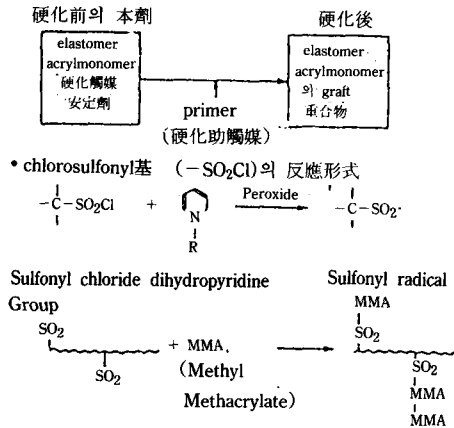 硬化前의 本劑
硬化後
elastomer
acrylmonomer
硬化觸媒
安定劑
primer
(硬化助觸媒)
elastomer
acrylmonomer
의 graft
重合物
• chlorosulfonyl基 (−SO₂Cl)의 反應形式
−C−SO₂Cl + N Peroxide −C−SO₂·
R
Sulfonyl chloride dihydropyridine Sulfonyl radical
Group
MMA
SO₂
SO₂
+ MMA.
SO₂
SO₂
(Methyl
MMA
Methacrylate)
MMA